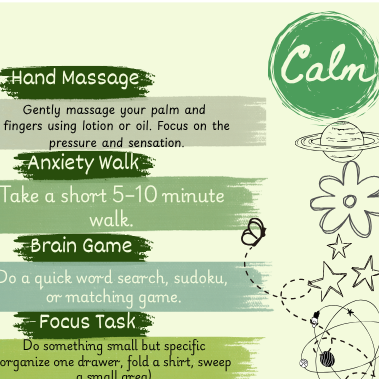 Calm
Hand Massage
Gently massage your palm and
fingers using lotion or oil. Focus on the
pressure and sensation.
Anxiety Walk
Take a short 5-10 minute
walk.
Brain Game
Do a quick word search, sudoku,
or matching game.
Focus Task
Do something small but specific
organize one drawer, fold a shirt, sweep
a small area)